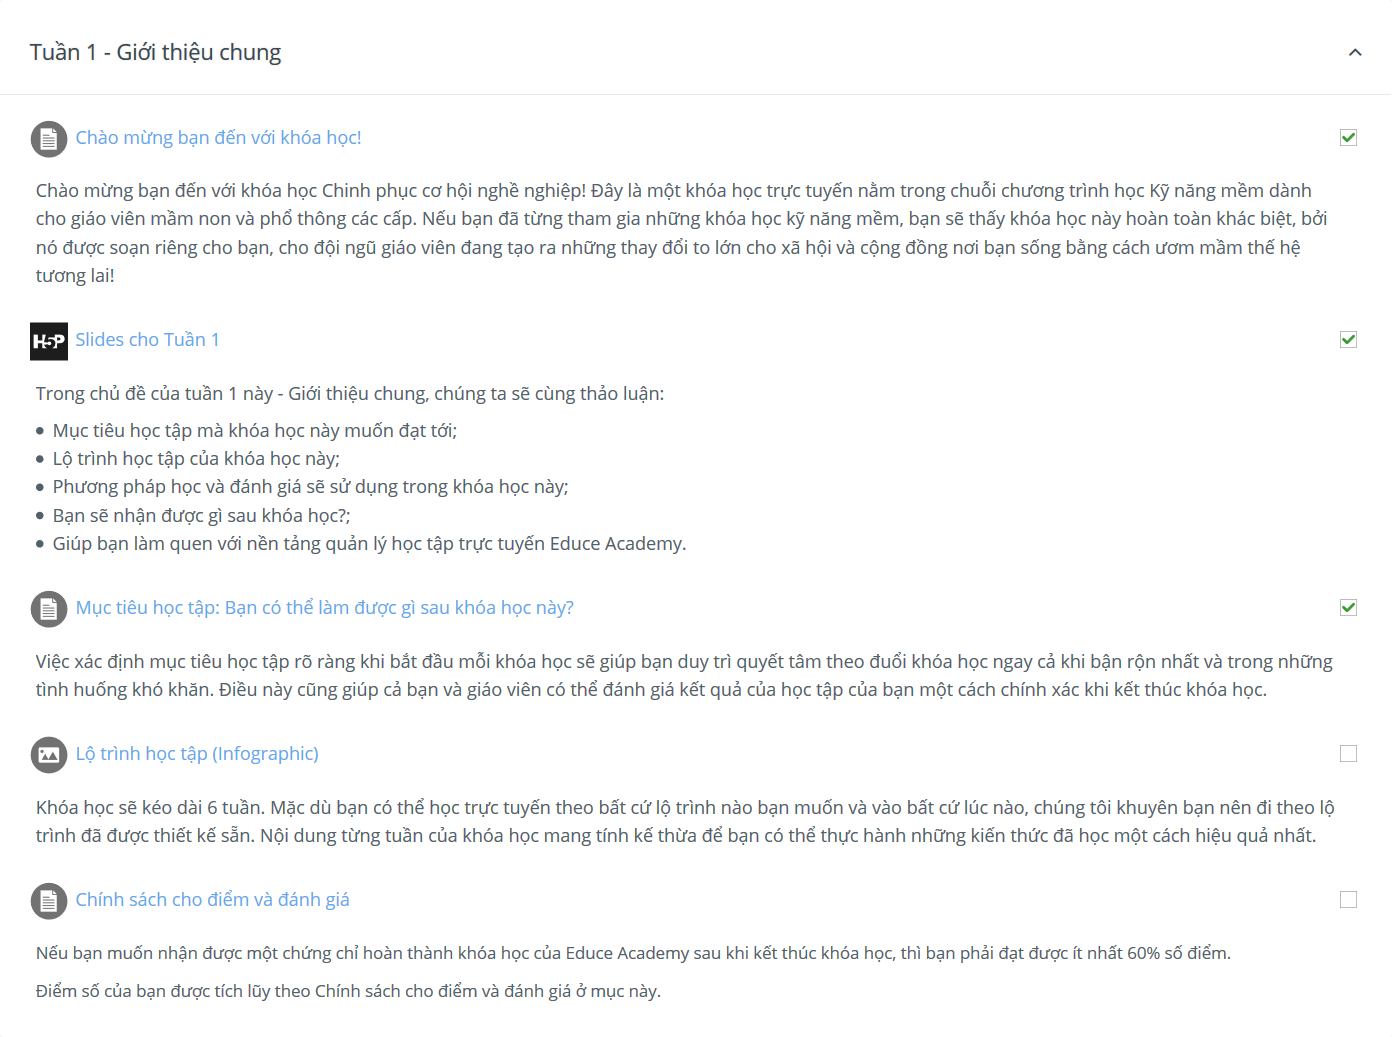 Tuần 1 - Giới thiệu chung
Chào mừng bạn đến với khóa học!
Chào mừng bạn đến với khóa học Chinh phục cơ hội nghề nghiệp! Đây là một khóa học trực tuyến nằm trong chuỗi chương trình học Kỹ năng mềm dành
cho giáo viên mầm non và phổ thông các cấp. Nếu bạn đã từng tham gia những khóa học kỹ năng mềm, bạn sẽ thấy khóa học này hoàn toàn khác biệt, bởi
nó được soạn riêng cho bạn, cho đội ngũ giáo viên đang tạo ra những thay đổi to lớn cho xã hội và cộng đồng nơi bạn sống bằng cách ươm mầm thế hệ
tương lai!
H5P Slides cho Tuần 1
Trong chủ đề của tuần 1 này - Giới thiệu chung, chúng ta sẽ cùng thảo luận:
• Mục tiêu học tập mà khóa học này muốn đạt tới;
• Lộ trình học tập của khóa học này;
• Phương pháp học và đánh giá sẽ sử dụng trong khóa học này;
• Bạn sẽ nhận được gì sau khóa học?;
• Giúp bạn làm quen với nền tảng quản lý học tập trực tuyến Educe Academy.
Mục tiêu học tập: Bạn có thể làm được gì sau khóa học này?
Việc xác định mục tiêu học tập rõ ràng khi bắt đầu mỗi khóa học sẽ giúp bạn duy trì quyết tâm theo đuổi khóa học ngay cả khi bận rộn nhất và trong những
tình huống khó khăn. Điều này cũng giúp cả bạn và giáo viên có thể đánh giá kết quả của học tập của bạn một cách chính xác khi kết thúc khóa học.
Lộ trình học tập (Infographic)
Khóa học sẽ kéo dài 6 tuần. Mặc dù bạn có thể học trực tuyến theo bất cứ lộ trình nào bạn muốn và vào bất cứ lúc nào, chúng tôi khuyên bạn nên đi theo lộ
trình đã được thiết kế sẵn. Nội dung từng tuần của khóa học mang tính kế thừa để bạn có thể thực hành những kiến thức đã học một cách hiệu quả nhất.
Chính sách cho điểm và đánh giá
Nếu bạn muốn nhận được một chứng chỉ hoàn thành khóa học của Educe Academy sau khi kết thúc khóa học, thì bạn phải đạt được ít nhất 60% số điểm.
Điểm số của bạn được tích lũy theo Chính sách cho điểm và đánh giá ở mục này.